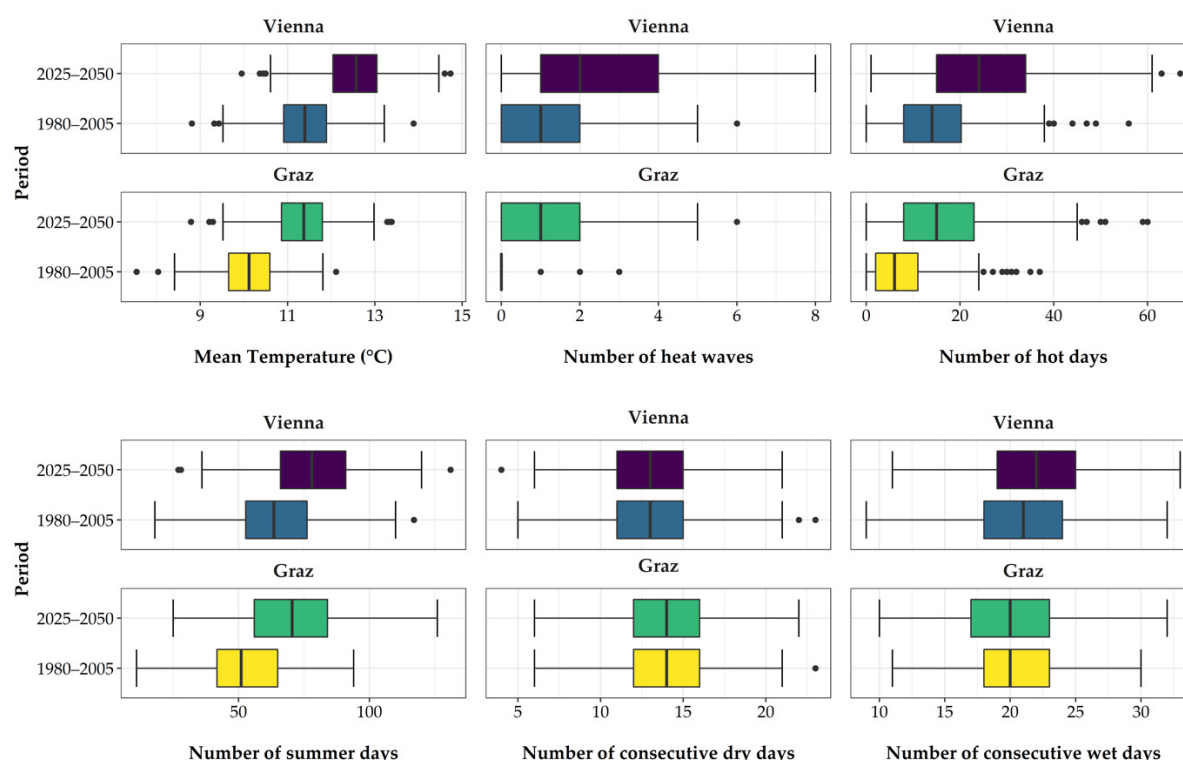 Vienna Vienna Vienna
2025–2050
1980–2005
Graz Graz Graz
2025–2050
1980–2005
Period
9 11 13 15 0 2 4 6 8 0 20 40 60
Mean Temperature (°C) Number of heat waves Number of hot days
Vienna Vienna Vienna
2025–2050
1980–2005
Graz Graz Graz
2025–2050
1980–2005
Period
50 100 5 10 15 20 10 15 20 25 30
Number of summer days Number of consecutive dry days Number of consecutive wet days